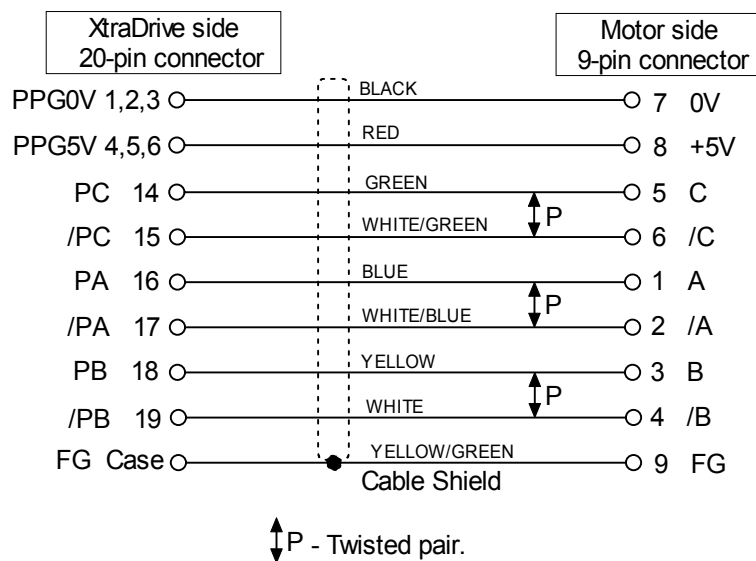 XtraDrive side
20-pin connector
Motor side
9-pin connector
PPG0V 1,2,3 BLACK 7 0V
PPG5V 4,5,6 RED 8 +5V
PC 14 GREEN 5 C
P
/PC 15 WHITE/GREEN 6 /C
PA 16 BLUE 1 A
P
/PA 17 WHITE/BLUE 2 /A
PB 18 YELLOW 3 B
P
/PB 19 WHITE 4 /B
FG Case YELLOW/GREEN 9 FG
Cable Shield
P - Twisted pair.